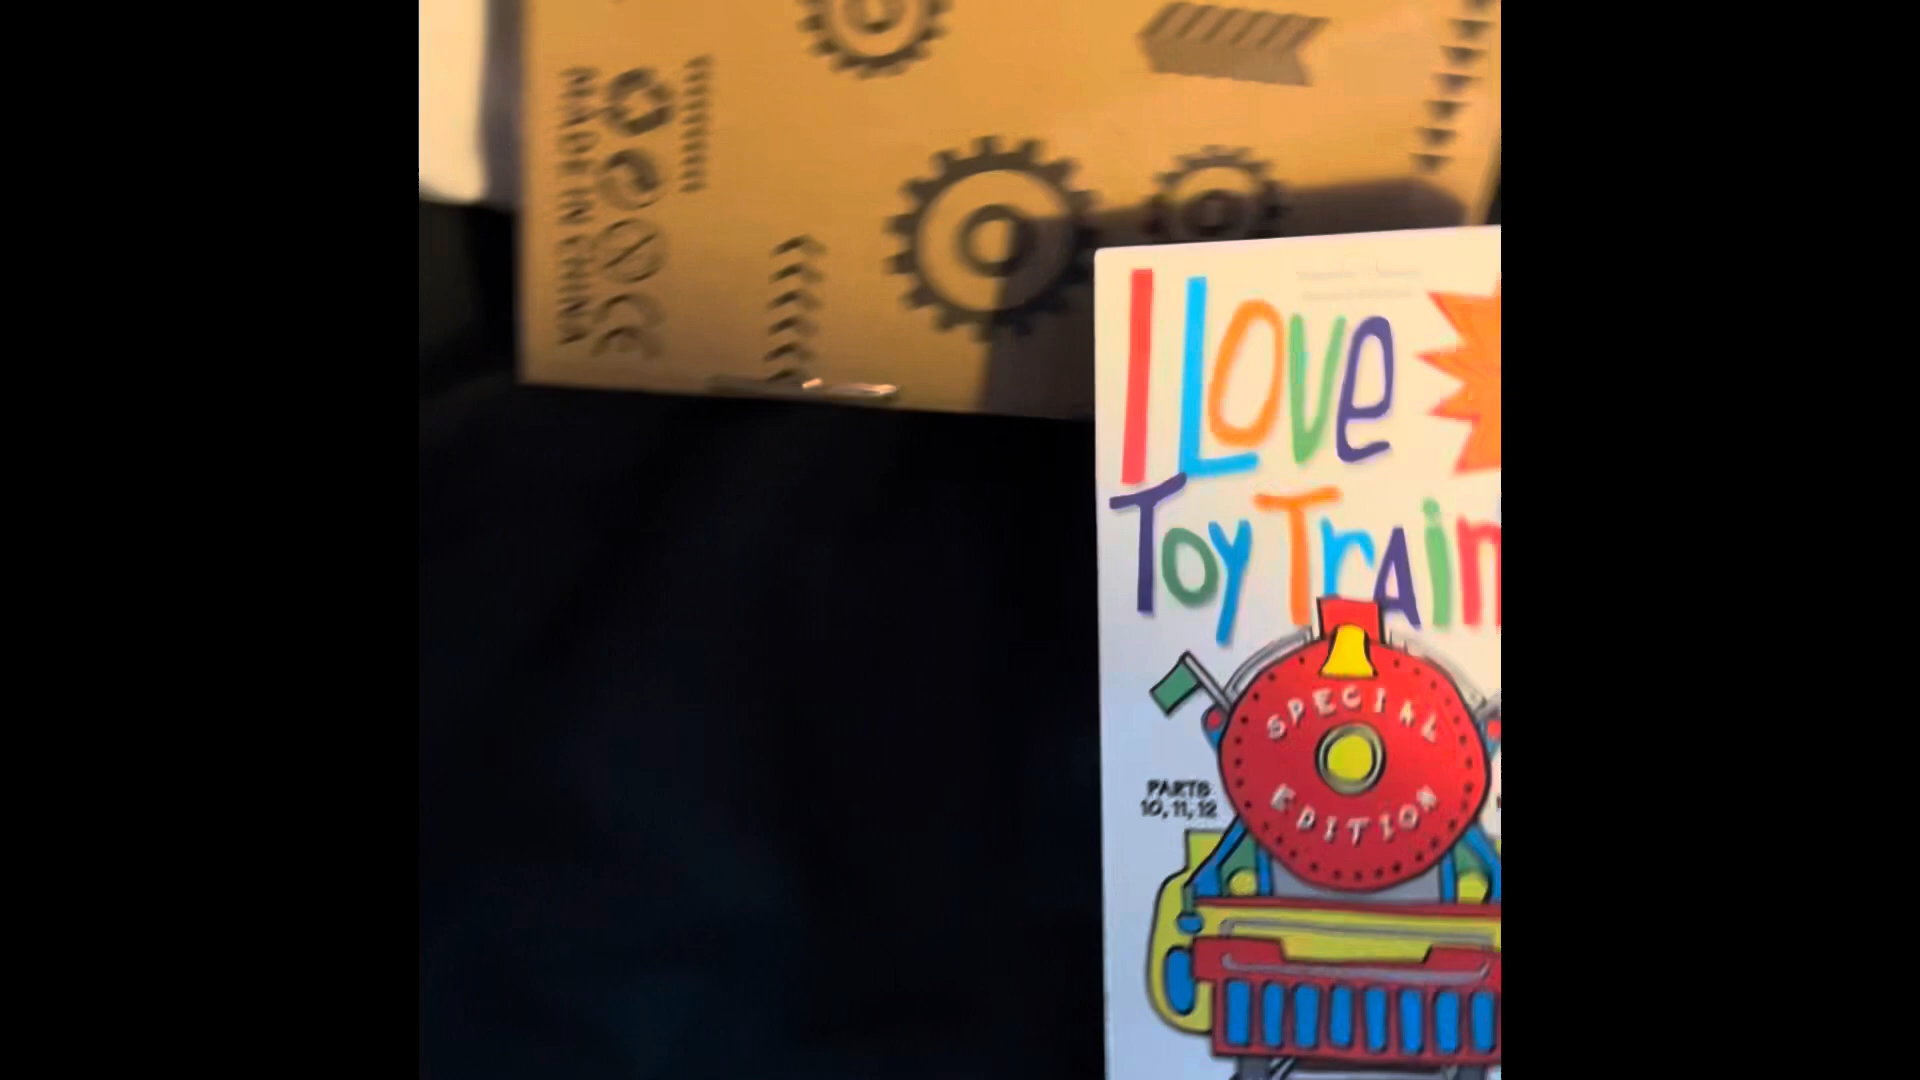 MADE IN CHINA
I Love
Toy Train
SPECIAL
EDITION
PARTS
10, 11, 12